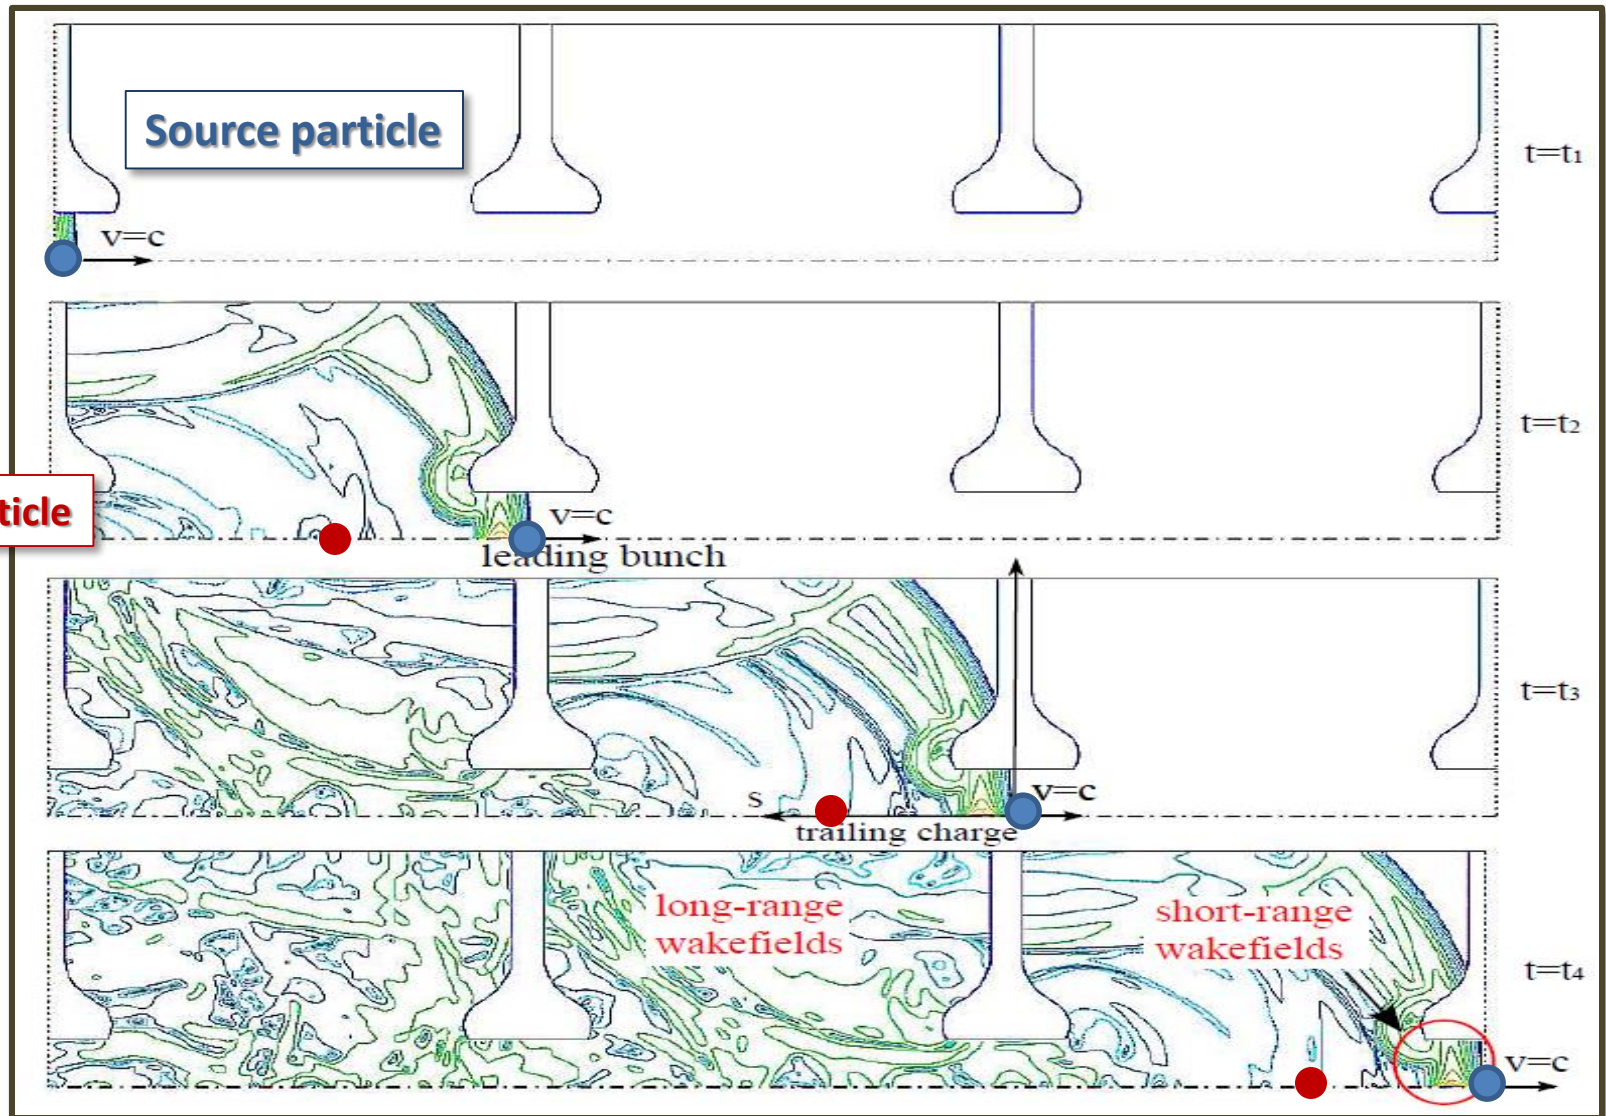 Source particle
t=t₁
v=c
t=t₂
ticle
v=c
leading bunch
t=t₃
s
v=c
trailing charge
long-range
wakefields
short-range
wakefields
t=t₄
v=c